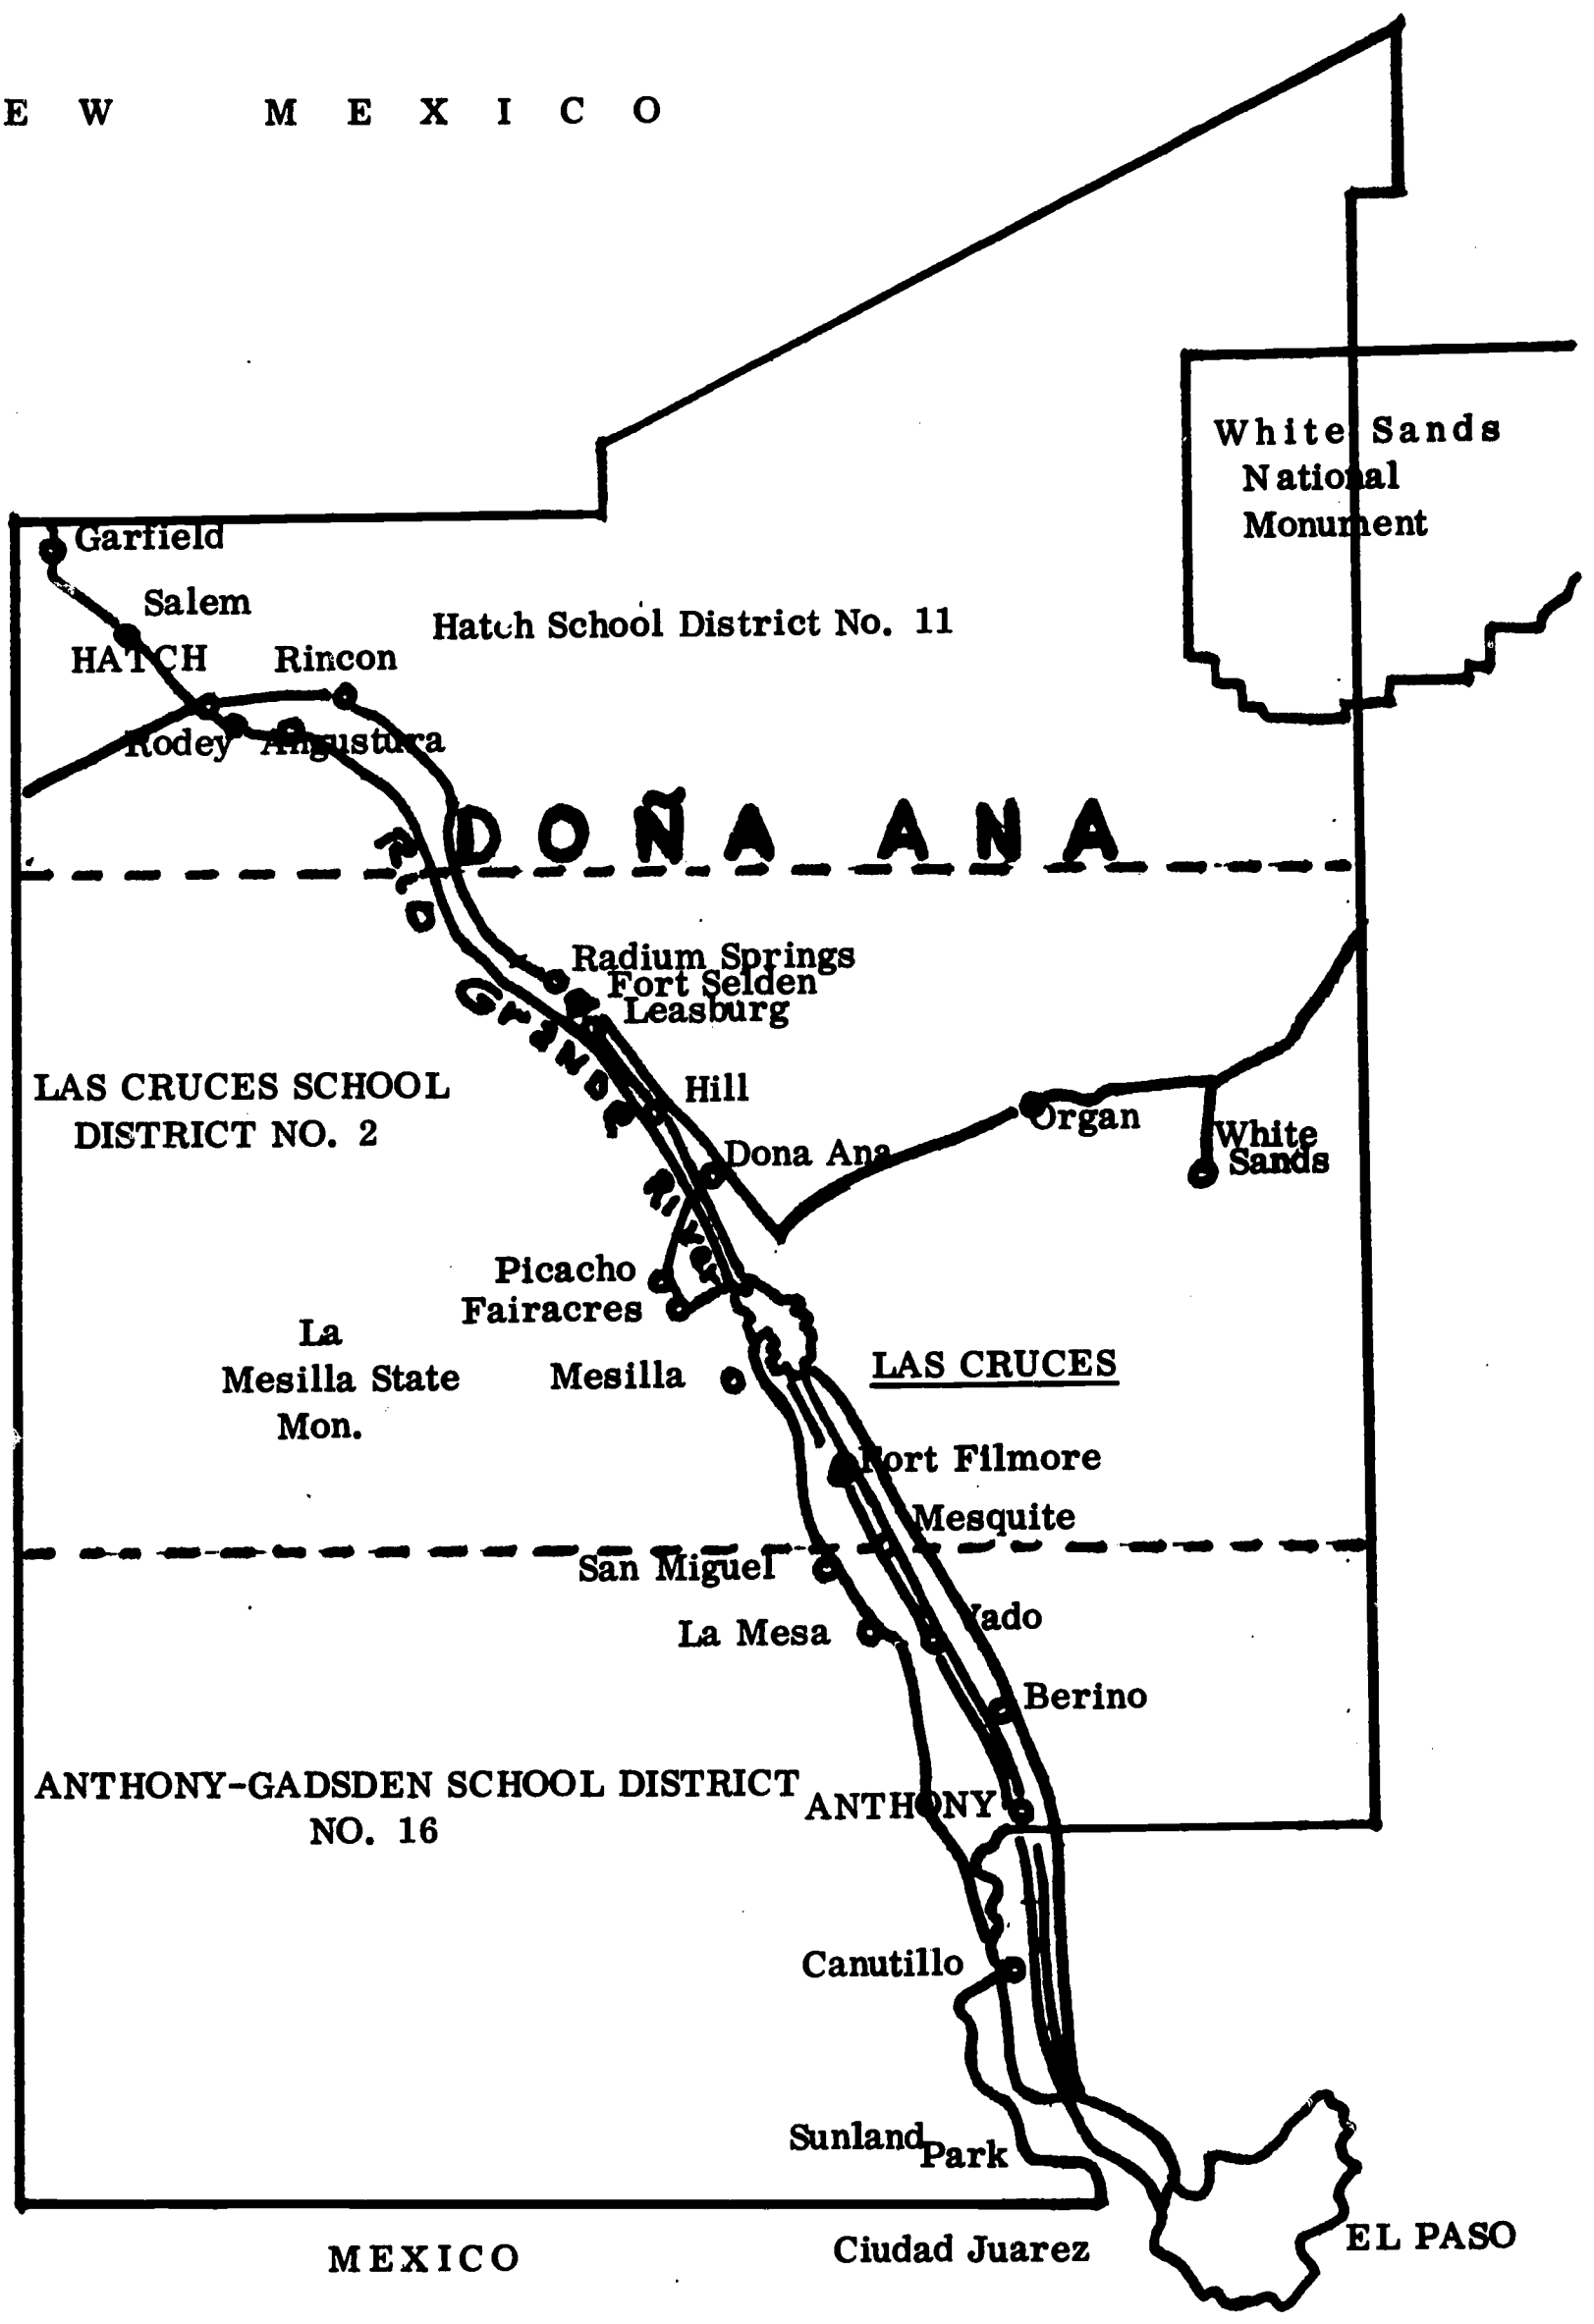 EW MEXICO
White Sands
National
Monument
Garfield
Salem
Hatch School District No. 11
HATCH
Rincon
Rodey
Angustura
DOÑA ANA
RIO GRANDE RIVER
Radium Springs
Fort Selden
Leasburg
LAS CRUCES SCHOOL
DISTRICT NO. 2
Hill
Organ
White
Sands
Dona Ana
Picacho
Fairacres
La
Mesilla State
Mon.
Mesilla
LAS CRUCES
Fort Filmore
Mesquite
San Miguel
La Mesa
Vado
Berino
ANTHONY-GADSDEN SCHOOL DISTRICT
NO. 16
ANTHONY
Canutillo
Sunland Park
MEXICO
Ciudad Juarez
EL PASO